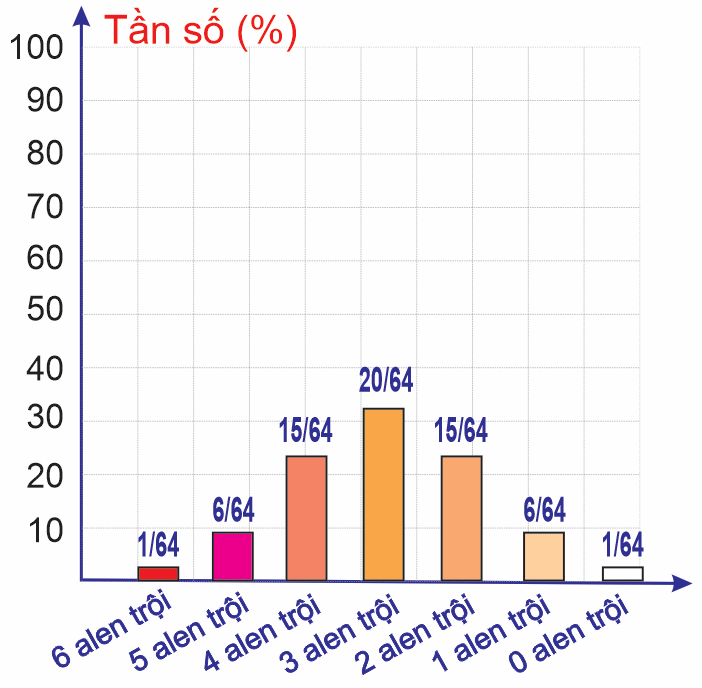 Tần số (%)
100
90
80
70
60
50
40
30
20
10
1/64
6/64
15/64
20/64
15/64
6/64
1/64
6 alen trội
5 alen trội
4 alen trội
3 alen trội
2 alen trội
1 alen trội
0 alen trội